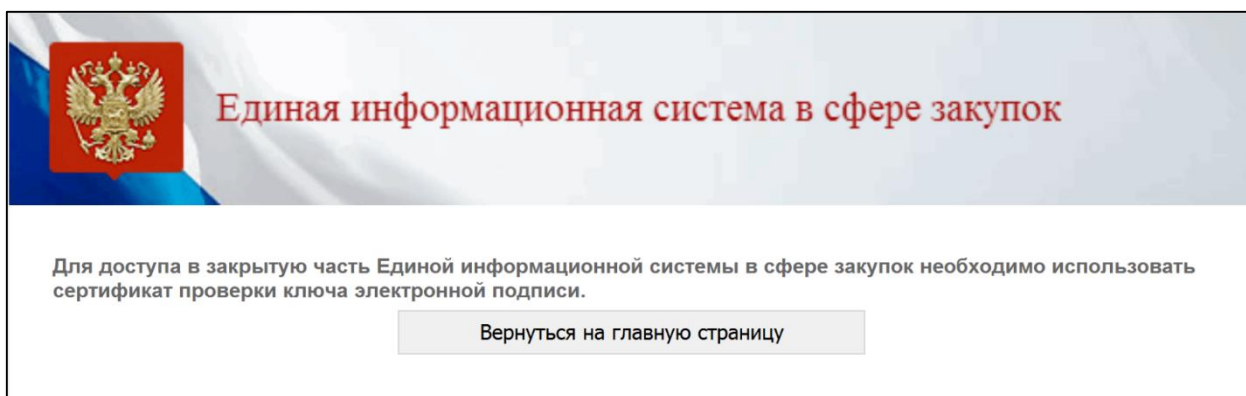 Единая информационная система в сфере закупок
Для доступа в закрытую часть Единой информационной системы в сфере закупок необходимо использовать
сертификат проверки ключа электронной подписи.
Вернуться на главную страницу